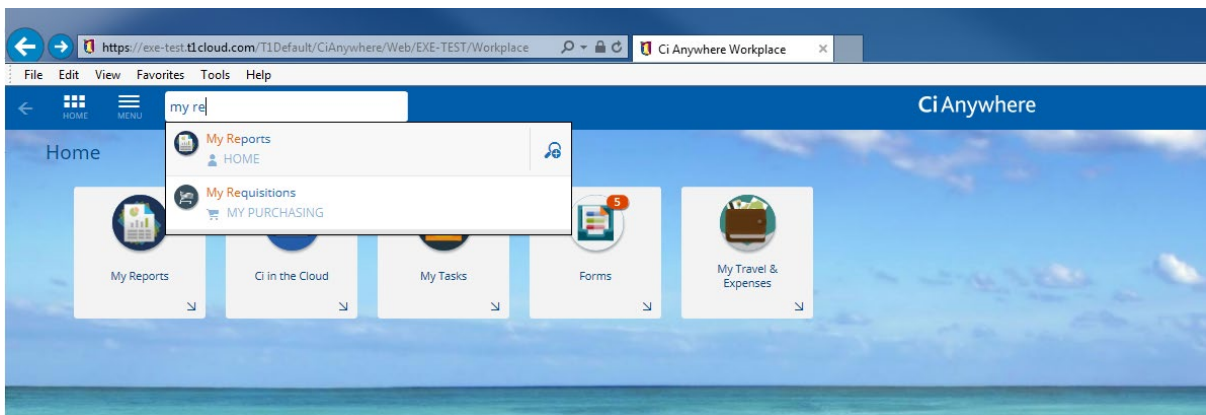 https://exe-test.t1cloud.com/T1Default/CiAnywhere/Web/EXE-TEST/Workplace
Ci Anywhere Workplace
File Edit View Favorites Tools Help
HOME
MENU
my re
Ci Anywhere
My Reports
HOME
My Requisitions
MY PURCHASING
Home
5
My Reports
Ci in the Cloud
My Tasks
Forms
My Travel &
Expenses